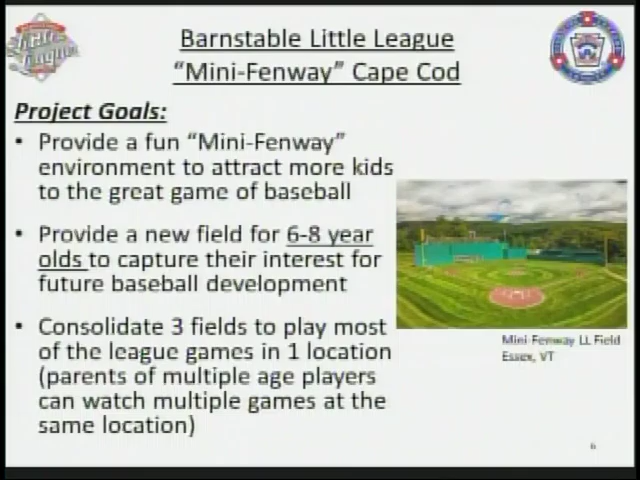 Little
League
Barnstable Little League
“Mini-Fenway” Cape Cod
Project Goals:
• Provide a fun “Mini-Fenway”
environment to attract more kids
to the great game of baseball
• Provide a new field for 6-8 year
olds to capture their interest for
future baseball development
• Consolidate 3 fields to play most
of the league games in 1 location
(parents of multiple age players
can watch multiple games at the
same location)
Mini-Fenway LL Field
Essex, VT
6